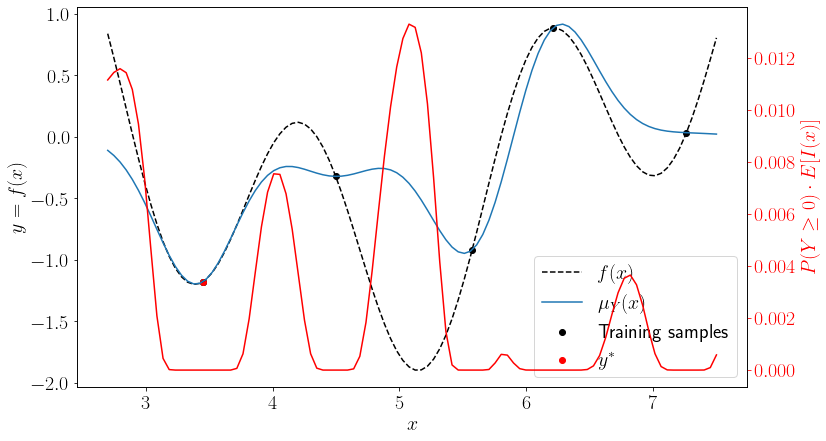 1.0
0.5
0.0
−0.5
−1.0
−1.5
−2.0
y = f(x)
3
4
5
6
7
x
0.012
0.010
0.008
0.006
0.004
0.002
0.000
P(Y ≥ 0) · E[I(x)]
f(x)
μ_Y(x)
Training samples
y*